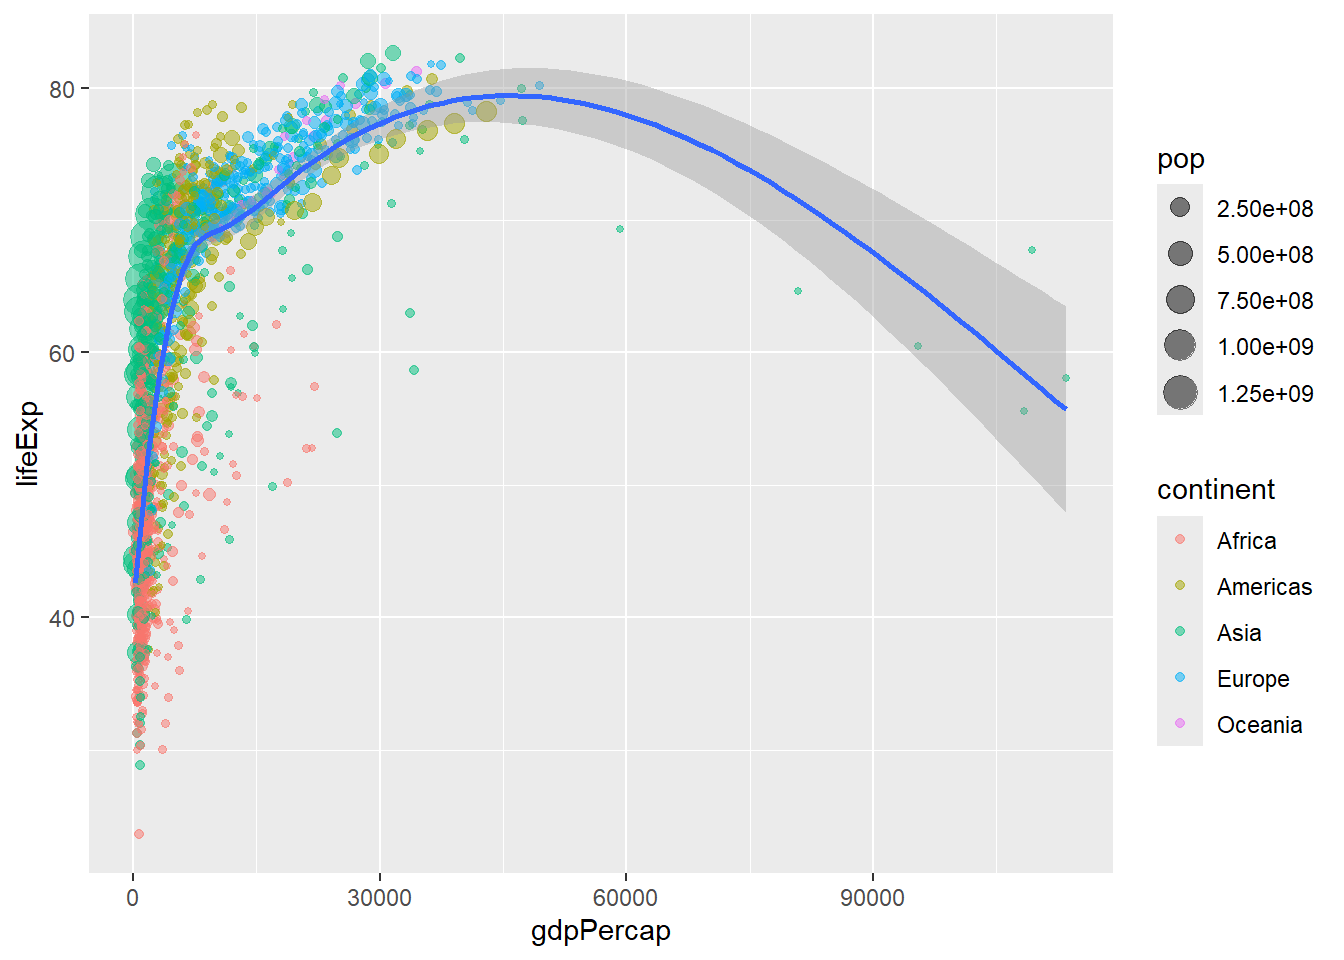 80
60
40
lifeExp
0
30000
60000
90000
gdpPercap
pop
2.50e+08
5.00e+08
7.50e+08
1.00e+09
1.25e+09
continent
Africa
Americas
Asia
Europe
Oceania